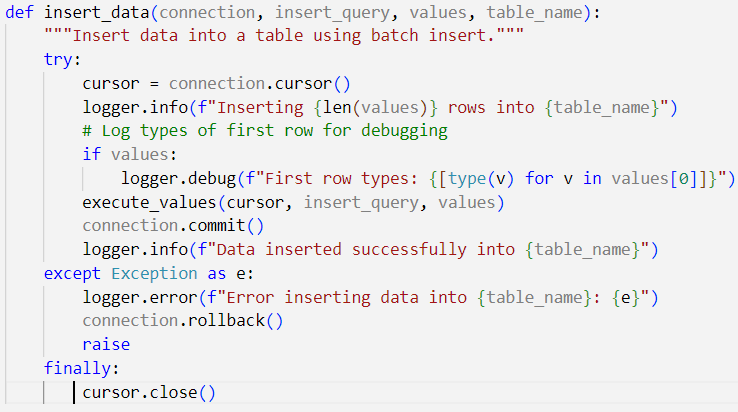 def insert_data(connection, insert_query, values, table_name):
    """Insert data into a table using batch insert."""
    try:
        cursor = connection.cursor()
        logger.info(f"Inserting {len(values)} rows into {table_name}")
        # Log types of first row for debugging
        if values:
            logger.debug(f"First row types: {[type(v) for v in values[0]]}")
        execute_values(cursor, insert_query, values)
        connection.commit()
        logger.info(f"Data inserted successfully into {table_name}")
    except Exception as e:
        logger.error(f"Error inserting data into {table_name}: {e}")
        connection.rollback()
        raise
    finally:
        cursor.close()